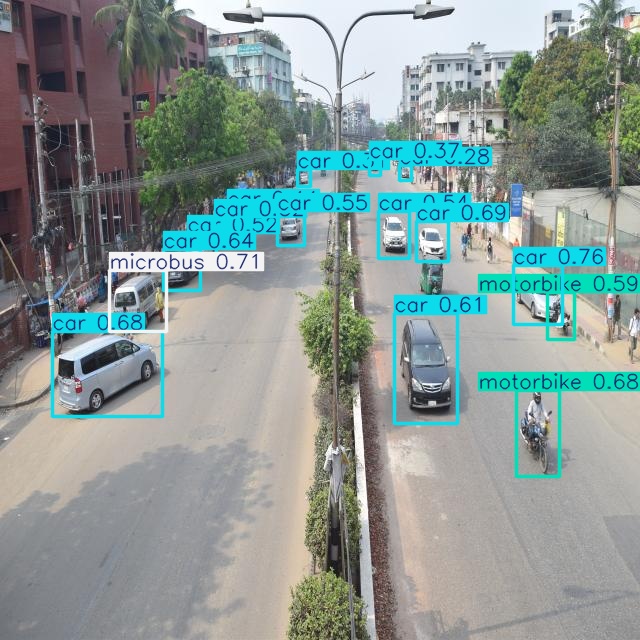 car 0.37
0.28
car 0.55
car 0.54
car 0.69
car 0.52
car 0.64
microbus 0.71
car 0.76
motorbike 0.59
car 0.68
car 0.61
motorbike 0.68